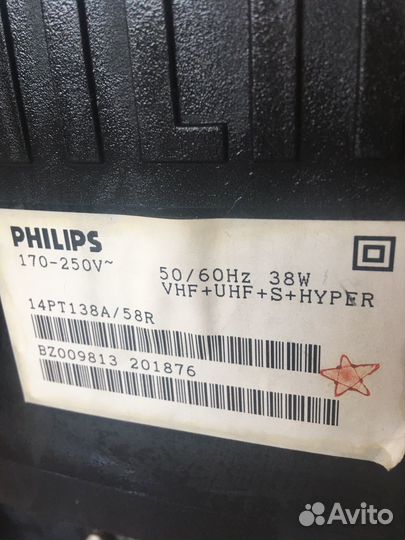 PHILIPS
170-250V~ 50/60Hz 38W
VHF+UHF+S+HYPER
14PT138A/58R
BZ009813 201876
Avito